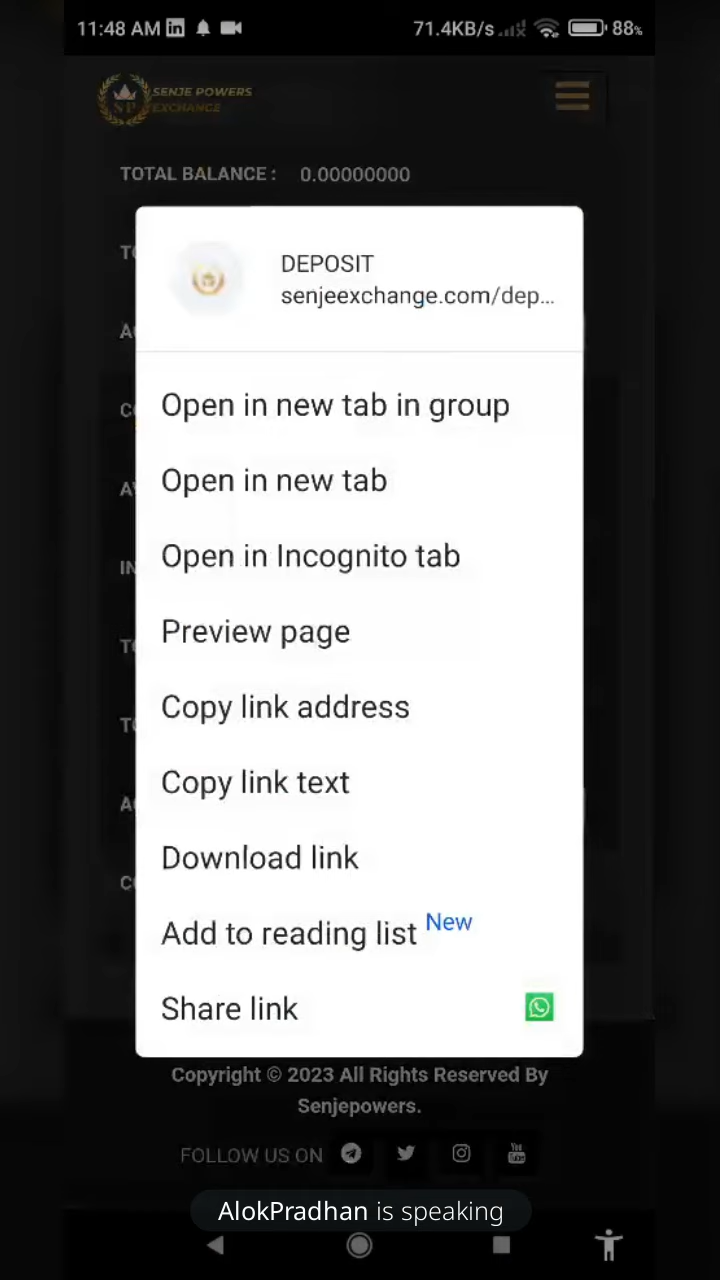 11:48 AM
71.4KB/s
88%
SP
SENJE POWERS
EXCHANGE
TOTAL BALANCE : 0.00000000
DEPOSIT
senjeexchange.com/dep...
Open in new tab in group
Open in new tab
Open in Incognito tab
Preview page
Copy link address
Copy link text
Download link
Add to reading list New
Share link
Copyright © 2023 All Rights Reserved By
Senjepowers.
FOLLOW US ON
AlokPradhan is speaking